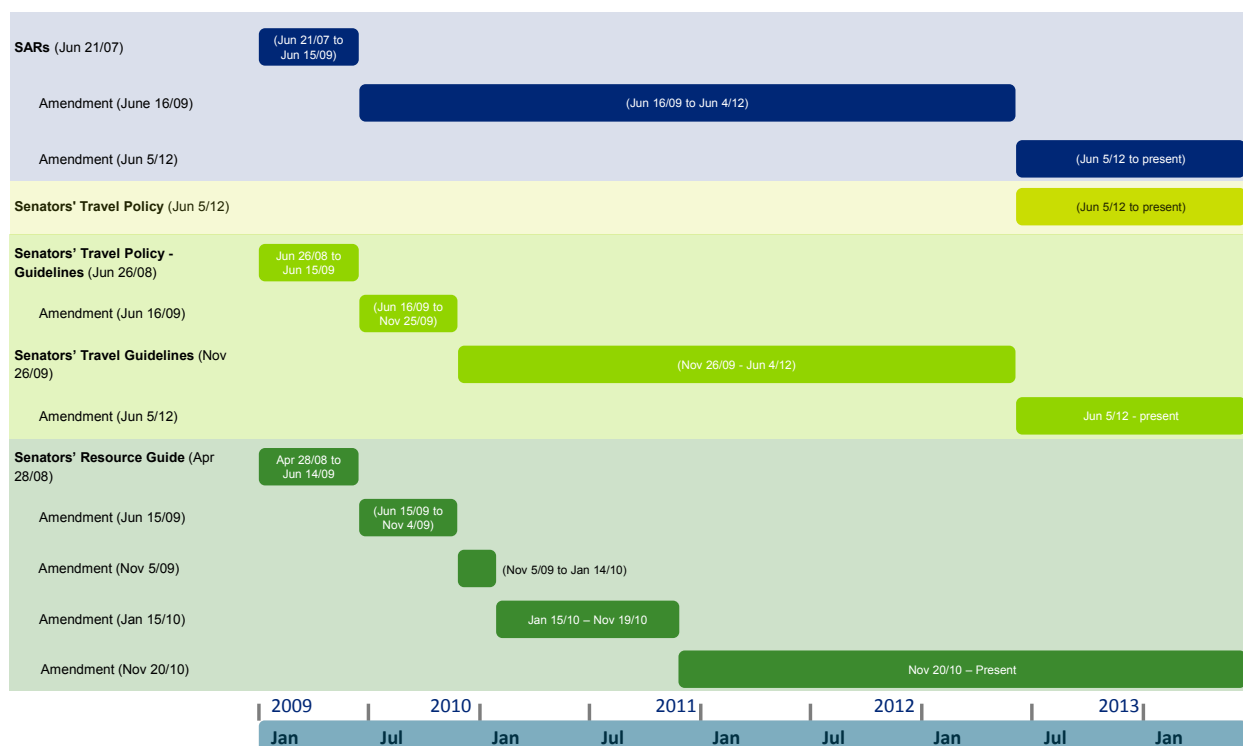 SARs (Jun 21/07)
(Jun 21/07 to
Jun 15/09)
Amendment (June 16/09)
(Jun 16/09 to Jun 4/12)
Amendment (Jun 5/12)
(Jun 5/12 to present)
Senators' Travel Policy (Jun 5/12)
(Jun 5/12 to present)
Senators’ Travel Policy -
Guidelines (Jun 26/08)
Jun 26/08 to
Jun 15/09
Amendment (Jun 16/09)
(Jun 16/09 to
Nov 25/09)
Senators’ Travel Guidelines (Nov
26/09)
(Nov 26/09 - Jun 4/12)
Amendment (Jun 5/12)
Jun 5/12 - present
Senators’ Resource Guide (Apr
28/08)
Apr 28/08 to
Jun 14/09
Amendment (Jun 15/09)
(Jun 15/09 to
Nov 4/09)
Amendment (Nov 5/09)
(Nov 5/09 to Jan 14/10)
Amendment (Jan 15/10)
Jan 15/10 – Nov 19/10
Amendment (Nov 20/10)
Nov 20/10 – Present
2009 2010 2011 2012 2013
Jan Jul Jan Jul Jan Jul Jan Jul Jan